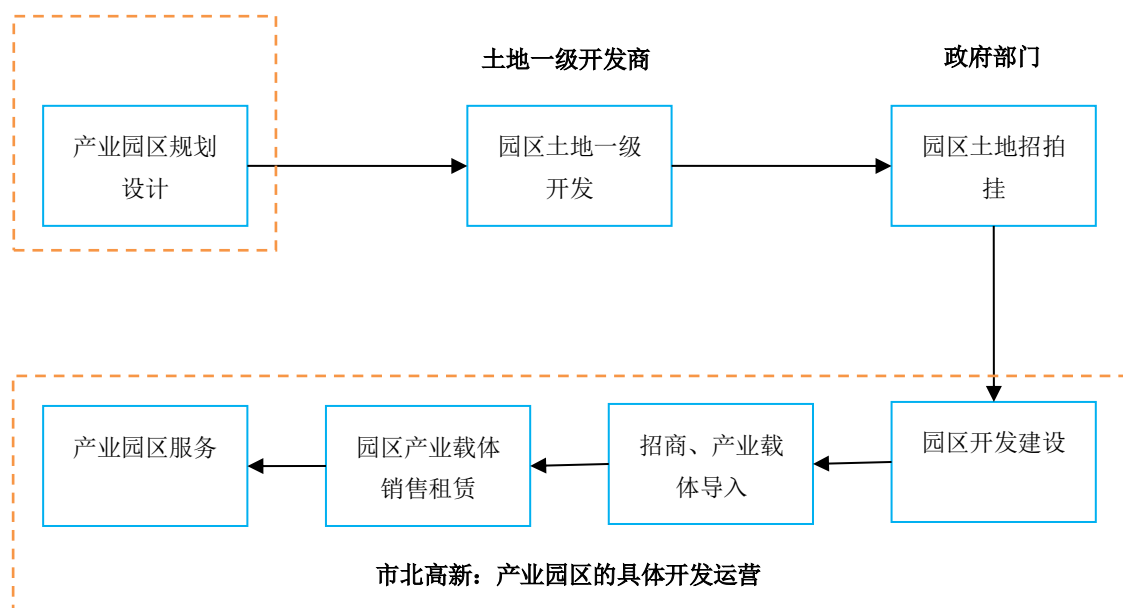 土地一级开发商
政府部门
产业园区规划
设计
园区土地一级
开发
园区土地招拍
挂
产业园区服务
园区产业载体
销售租赁
招商、产业载
体导入
园区开发建设
市北高新：产业园区的具体开发运营